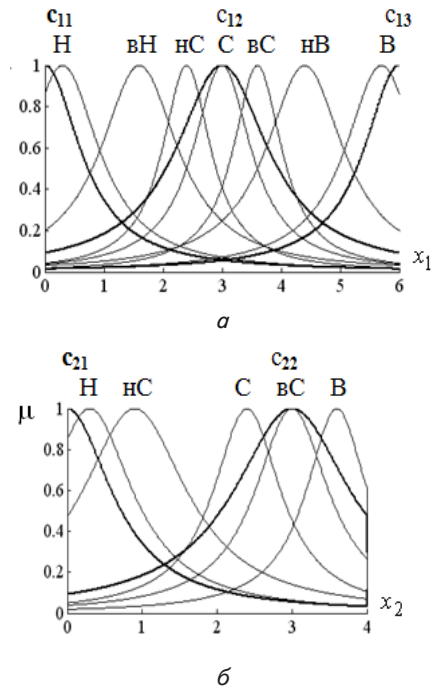 c11 c12 c13
Н вН нС С вС нВ В
1
0.8
0.6
0.4
0.2
0
0 1 2 3 4 5 6 x1
а
c21 c22
Н нС С вС В
μ 1
0.8
0.6
0.4
0.2
0
0 1 2 3 4 x2
б